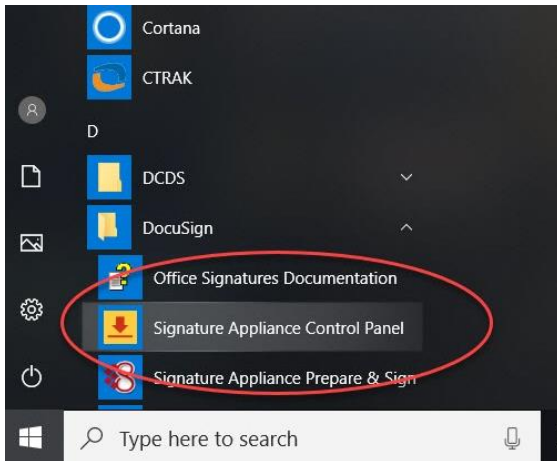 Cortana
CTRAK
D
DCDS
DocuSign
Office Signatures Documentation
Signature Appliance Control Panel
Signature Appliance Prepare & Sign
Type here to search